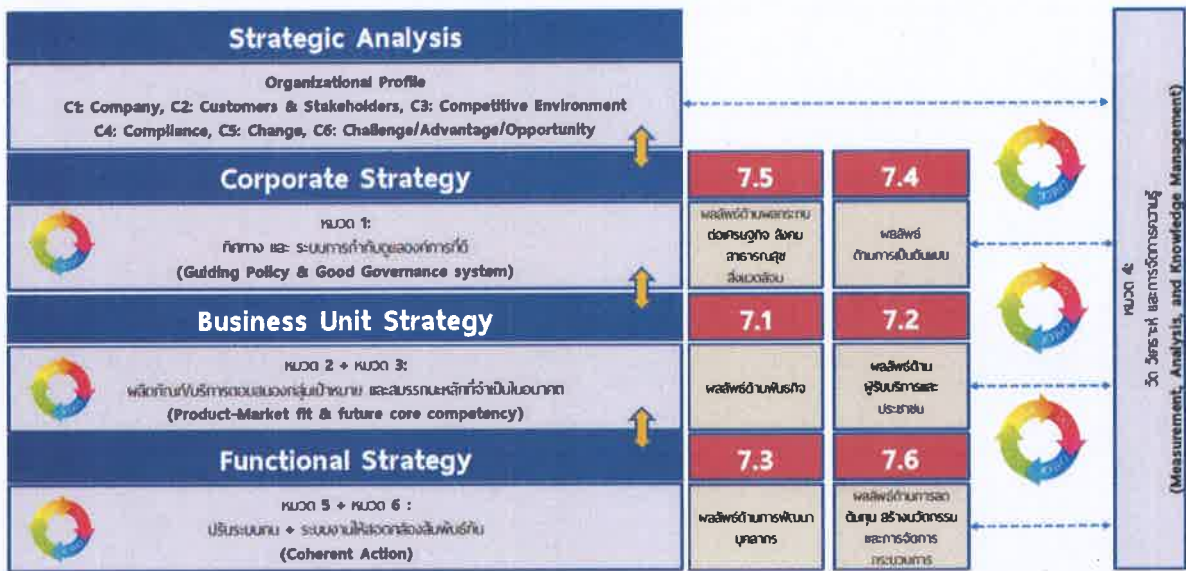 Strategic Analysis
Organizational Profile
C1: Company, C2: Customers & Stakeholders, C3: Competitive Environment
C4: Compliance, C5: Change, C6: Challenge/Advantage/Opportunity
Corporate Strategy
หมวด 1:
ทิศทาง และ ระบบการกำกับดูแลองค์การที่ดี
(Guiding Policy & Good Governance system)
7.5
ผลลัพธ์ด้านผลกระทบ
ต่อเศรษฐกิจ สังคม
สาธารณสุข
สิ่งแวดล้อม
7.4
ผลลัพธ์
ด้านการเป็นต้นแบบ
Business Unit Strategy
หมวด 2 + หมวด 3:
ผลิตภัณฑ์/บริการตอบสนองกลุ่มเป้าหมาย และสมรรถนะหลักที่จำเป็นในอนาคต
(Product-Market fit & future core competency)
7.1
ผลลัพธ์ด้านพันธกิจ
7.2
ผลลัพธ์ด้าน
ผู้รับบริการและ
ประชาชน
Functional Strategy
หมวด 5 + หมวด 6 :
ปรับระบบคน + ระบบงานให้สอดคล้องสัมพันธ์กัน
(Coherent Action)
7.3
ผลลัพธ์ด้านการพัฒนา
บุคลากร
7.6
ผลลัพธ์ด้านการลด
ต้นทุน สร้างนวัตกรรม
และการจัดการ
กระบวนการ
หมวด 4:
วัด วิเคราะห์ และการจัดการความรู้
(Measurement, Analysis, and Knowledge Management)
CHECK
CHECK
CHECK